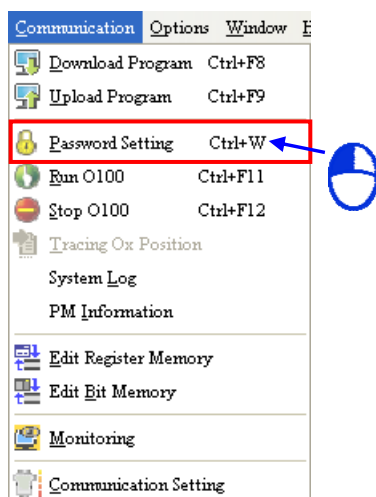 Communication Options Window
Download Program Ctrl+F8
Upload Program Ctrl+F9
Password Setting Ctrl+W
Run O100 Ctrl+F11
Stop O100 Ctrl+F12
Tracing Ox Position
System Log
PM Information
Edit Register Memory
Edit Bit Memory
Monitoring
Communication Setting